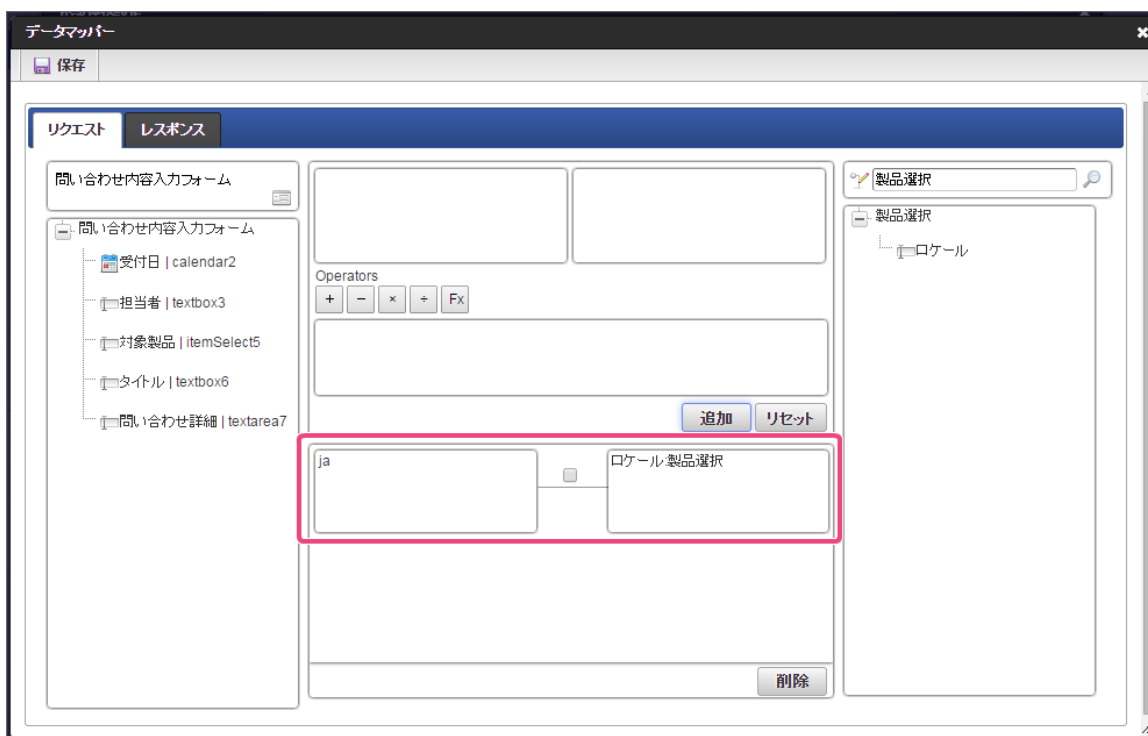 データマッパー
保存
リクエスト
レスポンス
問い合わせ内容入力フォーム
問い合わせ内容入力フォーム
受付日 | calendar2
担当者 | textbox3
対象製品 | itemSelect5
タイトル | textbox6
問い合わせ詳細 | textarea7
Operators
+ − × ÷ Fx
追加
リセット
ja
ロケール:製品選択
削除
製品選択
製品選択
ロケール